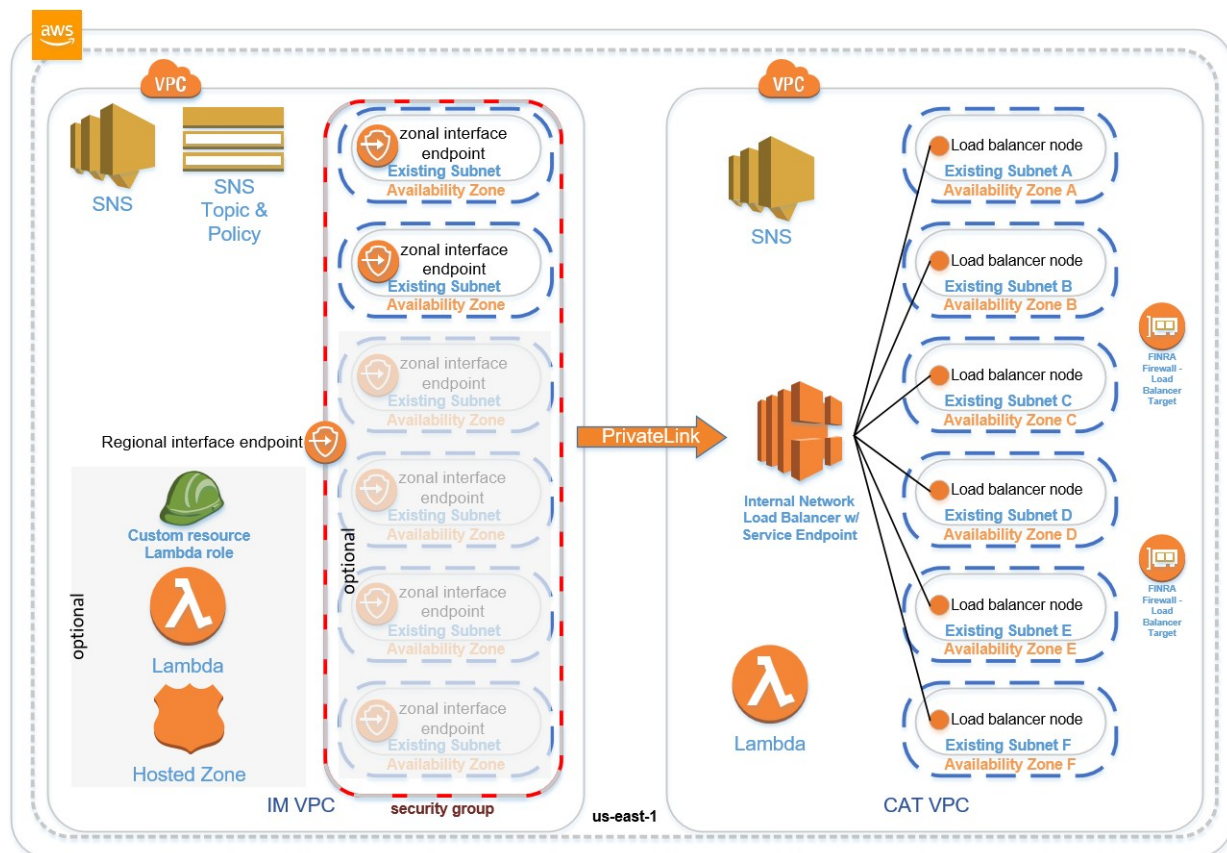 aws
VPC
SNS
SNS
Topic &
Policy
zonal interface
endpoint
Existing Subnet
Availability Zone
zonal interface
endpoint
Existing Subnet
Availability Zone
zonal interface
endpoint
Existing Subnet
Availability Zone
zonal interface
endpoint
Existing Subnet
Availability Zone
zonal interface
endpoint
Existing Subnet
Availability Zone
zonal interface
endpoint
Existing Subnet
Availability Zone
optional
Regional interface endpoint
Custom resource
Lambda role
optional
Lambda
Hosted Zone
IM VPC
security group
PrivateLink
us-east-1
VPC
SNS
Internal Network
Load Balancer w/
Service Endpoint
Lambda
Load balancer node
Existing Subnet A
Availability Zone A
Load balancer node
Existing Subnet B
Availability Zone B
Load balancer node
Existing Subnet C
Availability Zone C
Load balancer node
Existing Subnet D
Availability Zone D
Load balancer node
Existing Subnet E
Availability Zone E
Load balancer node
Existing Subnet F
Availability Zone F
FINRA
Firewall -
Load
Balancer
Target
FINRA
Firewall -
Load
Balancer
Target
CAT VPC